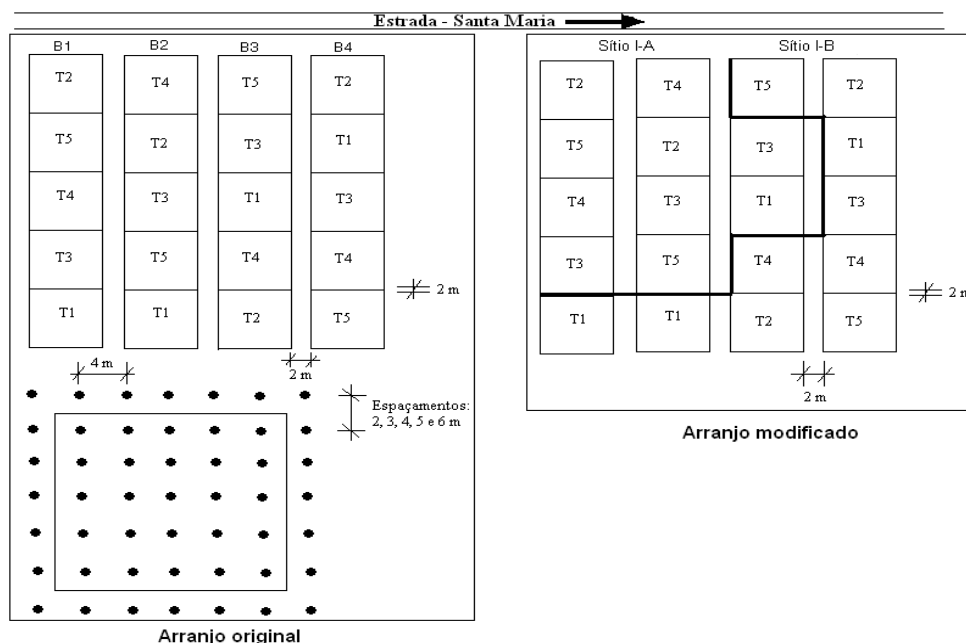 Estrada - Santa Maria
B1 B2 B3 B4
T2 T4 T5 T2
T5 T2 T3 T1
T4 T3 T1 T3
T3 T5 T4 T4
2 m
T1 T1 T2 T5
4 m
2 m
Espaçamentos:
2, 3, 4, 5 e 6 m
Arranjo original
Sítio I-A Sítio I-B
T2 T4 T5 T2
T5 T2 T3 T1
T4 T3 T1 T3
T3 T5 T4 T4
2 m
T1 T1 T2 T5
2 m
Arranjo modificado